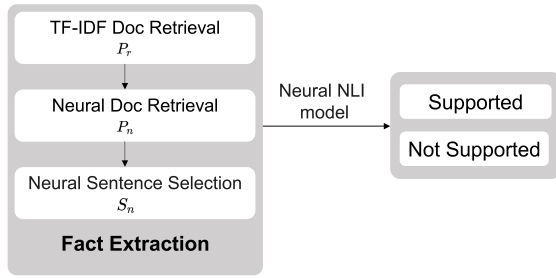 TF-IDF Doc Retrieval
P_r
Neural Doc Retrieval
P_n
Neural Sentence Selection
S_n
Fact Extraction
Neural NLI
model
Supported
Not Supported